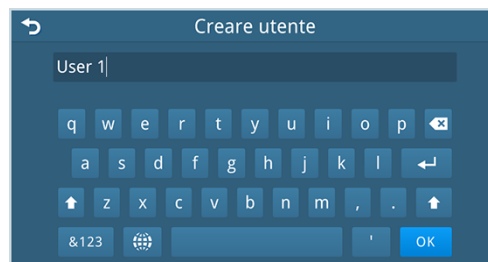 Creare utente
User 1
q w e r t y u i o p
a s d f g h j k l
z x c v b n m , .
&123 ' OK